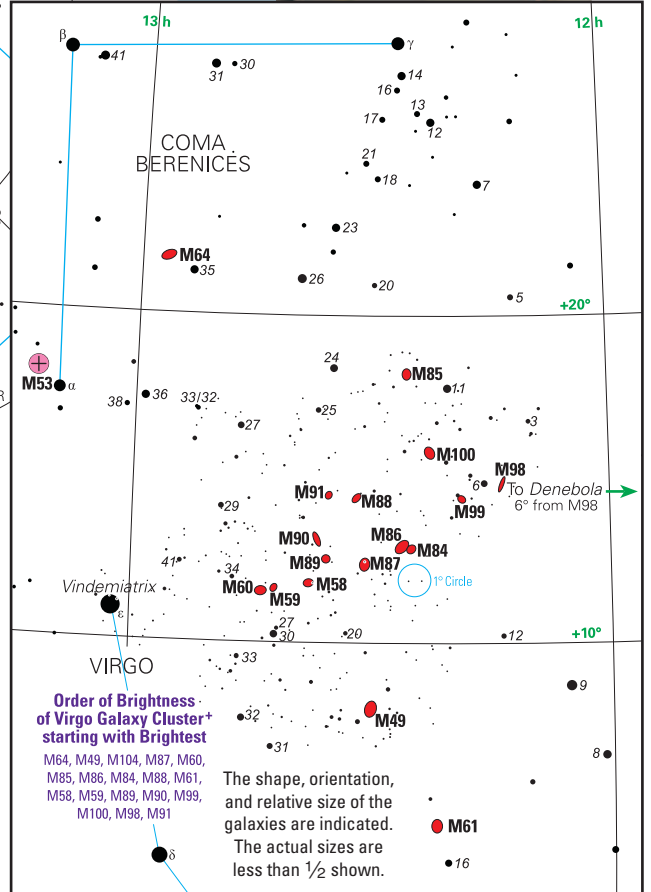 13 h
12 h
β
41
31
30
γ
14
16
13
17
12
COMA
BERENICES
21
18
7
23
M64
35
26
20
5
+20°
24
M85
11
M53
α
36
38
33/32
25
27
3
M100
M98
6
To Denebola
6° from M98
M91
M88
M99
29
M90
M86
M84
41
M89
M87
34
M58
1° Circle
Vindemiatrix
M60
M59
ε
27
30
20
12
+10°
VIRGO
33
9
Order of Brightness
of Virgo Galaxy Cluster+
starting with Brightest
M64, M49, M104, M87, M60,
M85, M86, M84, M88, M61,
M58, M59, M89, M90, M99,
M100, M98, M91
32
M49
31
8
The shape, orientation,
and relative size of the
galaxies are indicated.
The actual sizes are
less than ½ shown.
M61
16
δ
R